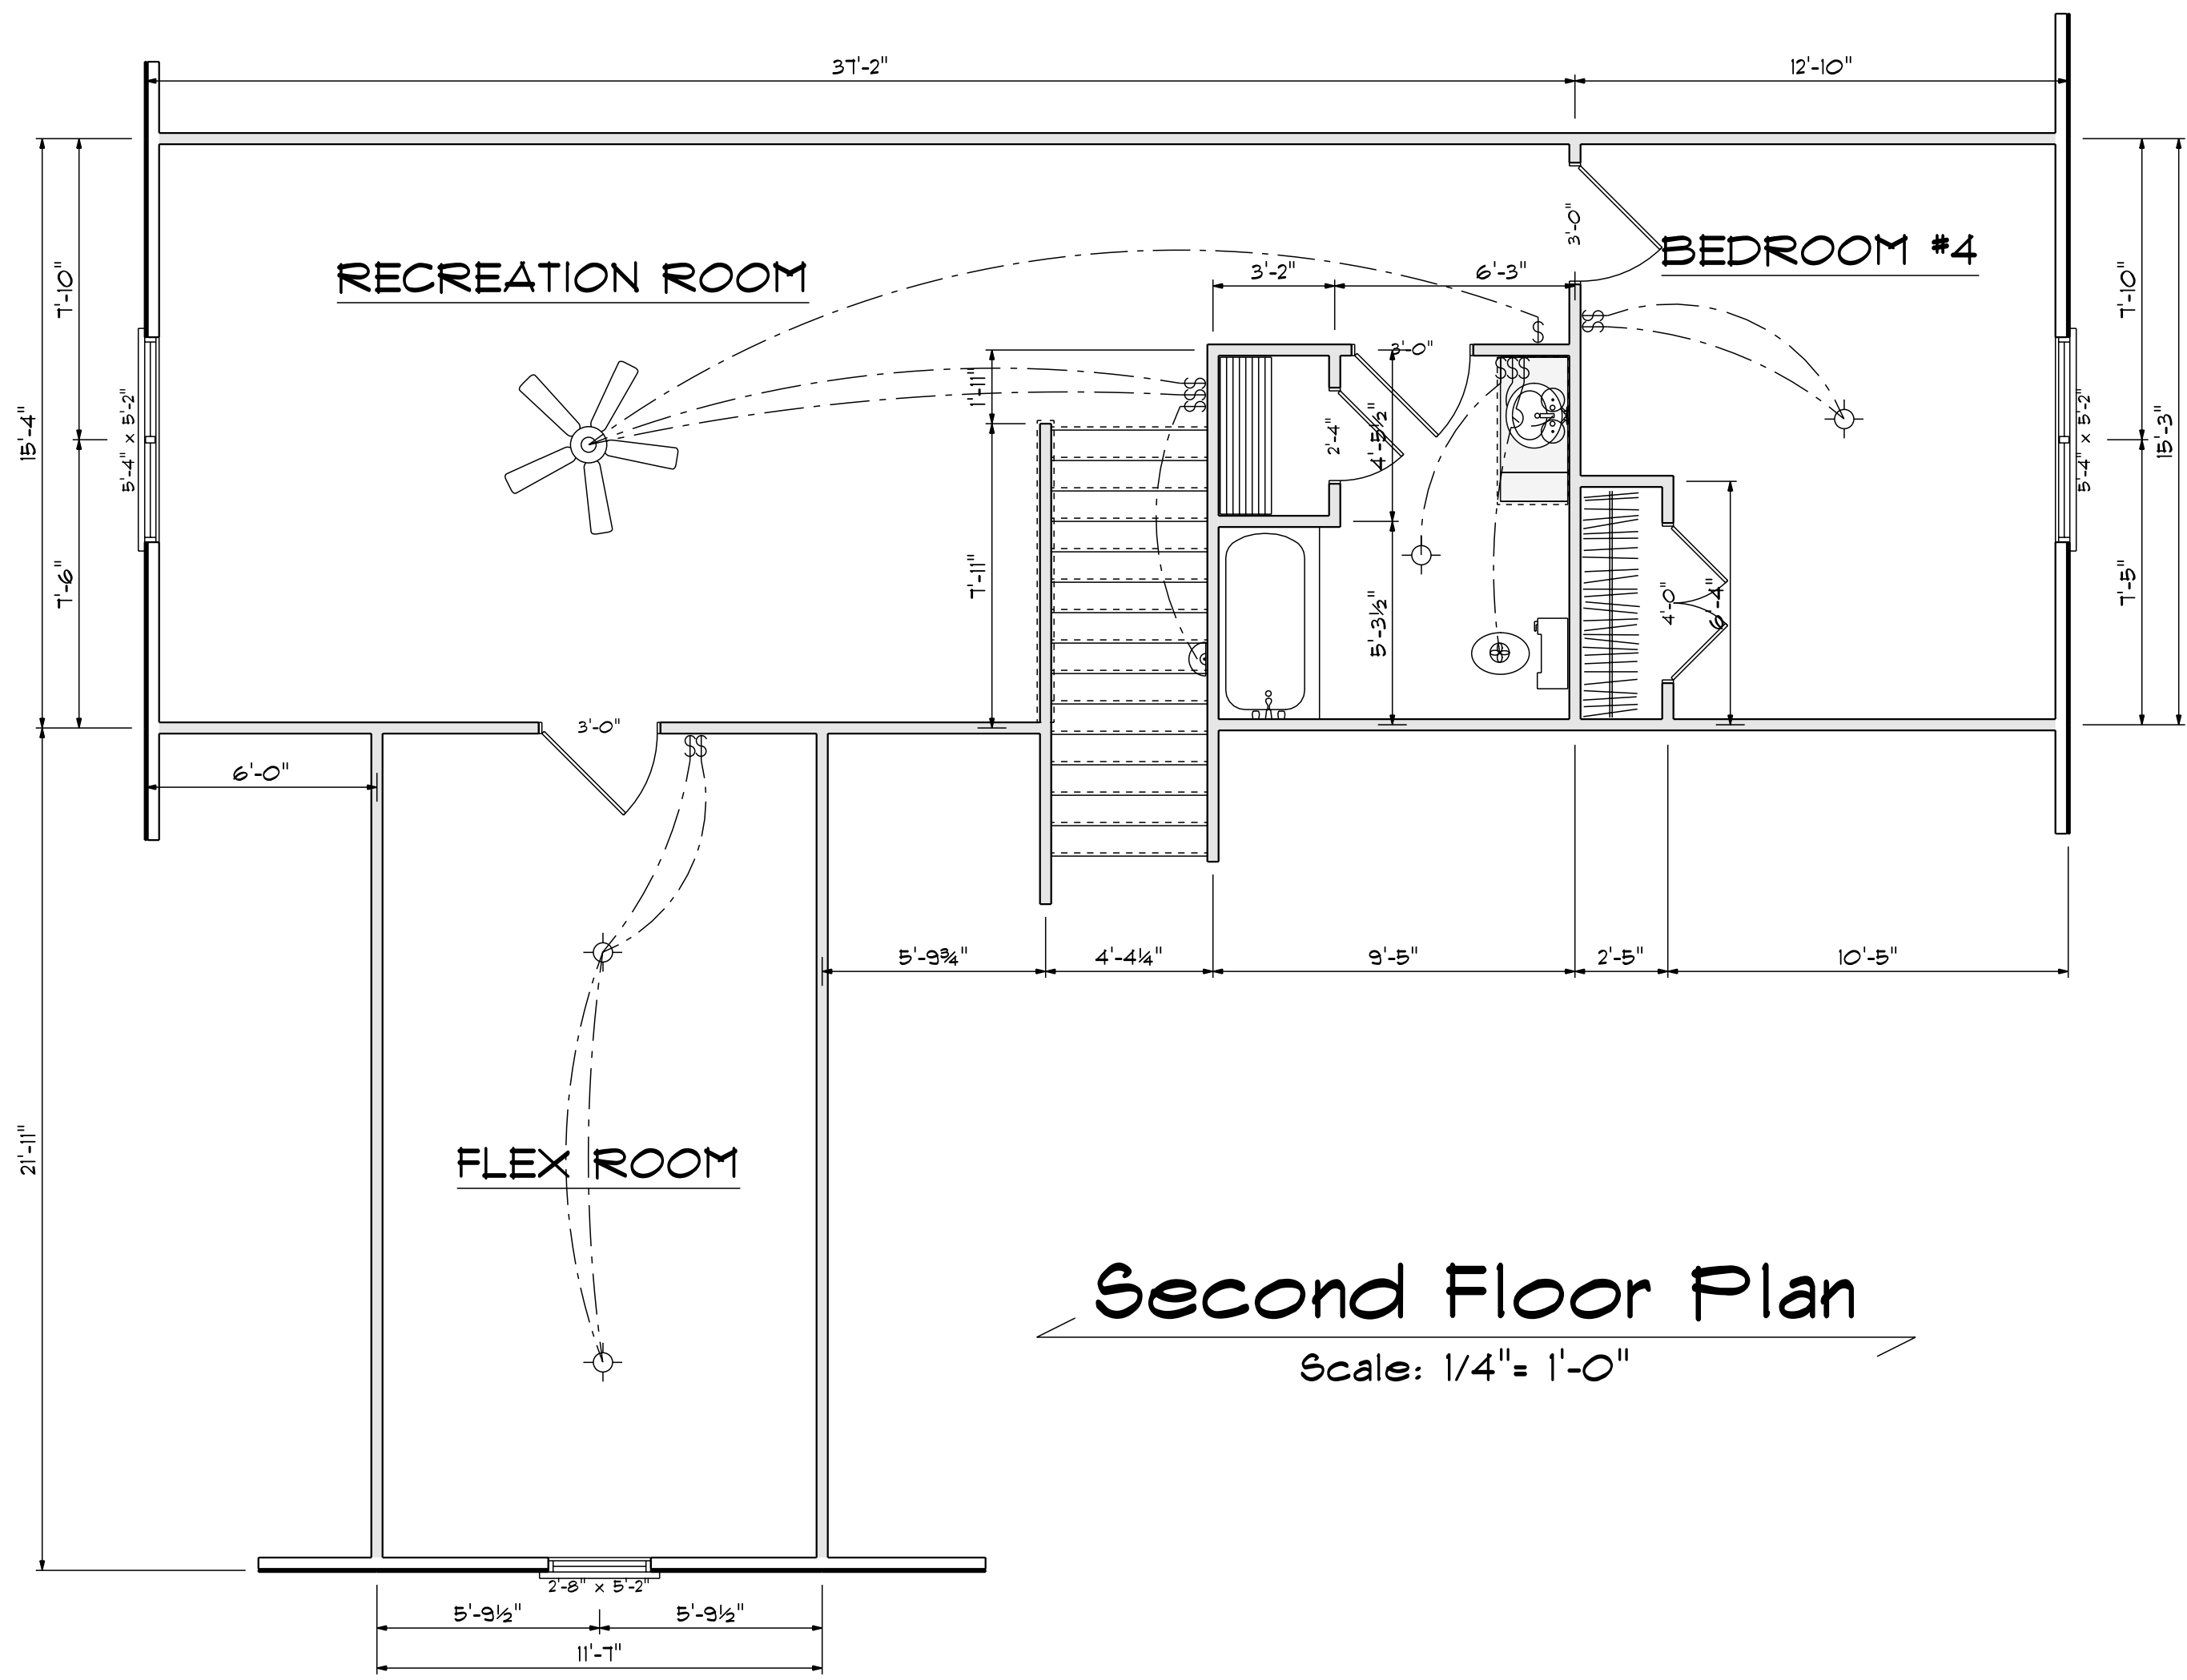 37'-2" 12'-10"
3'-0"
RECREATION ROOM
BEDROOM #4
3'-2" 6'-3"
7'-10"
7'-10"
15'-4"
5'-4" x 5'-2"
7'-6"
1'-11"
7'-11"
SSS
S
SS
3'-0"
SSS
2'-4"
4'-5½"
5'-3½"
4'-0"
6'-4"
5'-4" x 5'-2"
15'-3"
7'-5"
3'-0"
SS
6'-0"
5'-9¾" 4'-4¼" 9'-5" 2'-5" 10'-5"
21'-11"
FLEX ROOM
Second Floor Plan
Scale: 1/4"= 1'-0"
2'-8" x 5'-2"
5'-9½" 5'-9½"
11'-7"